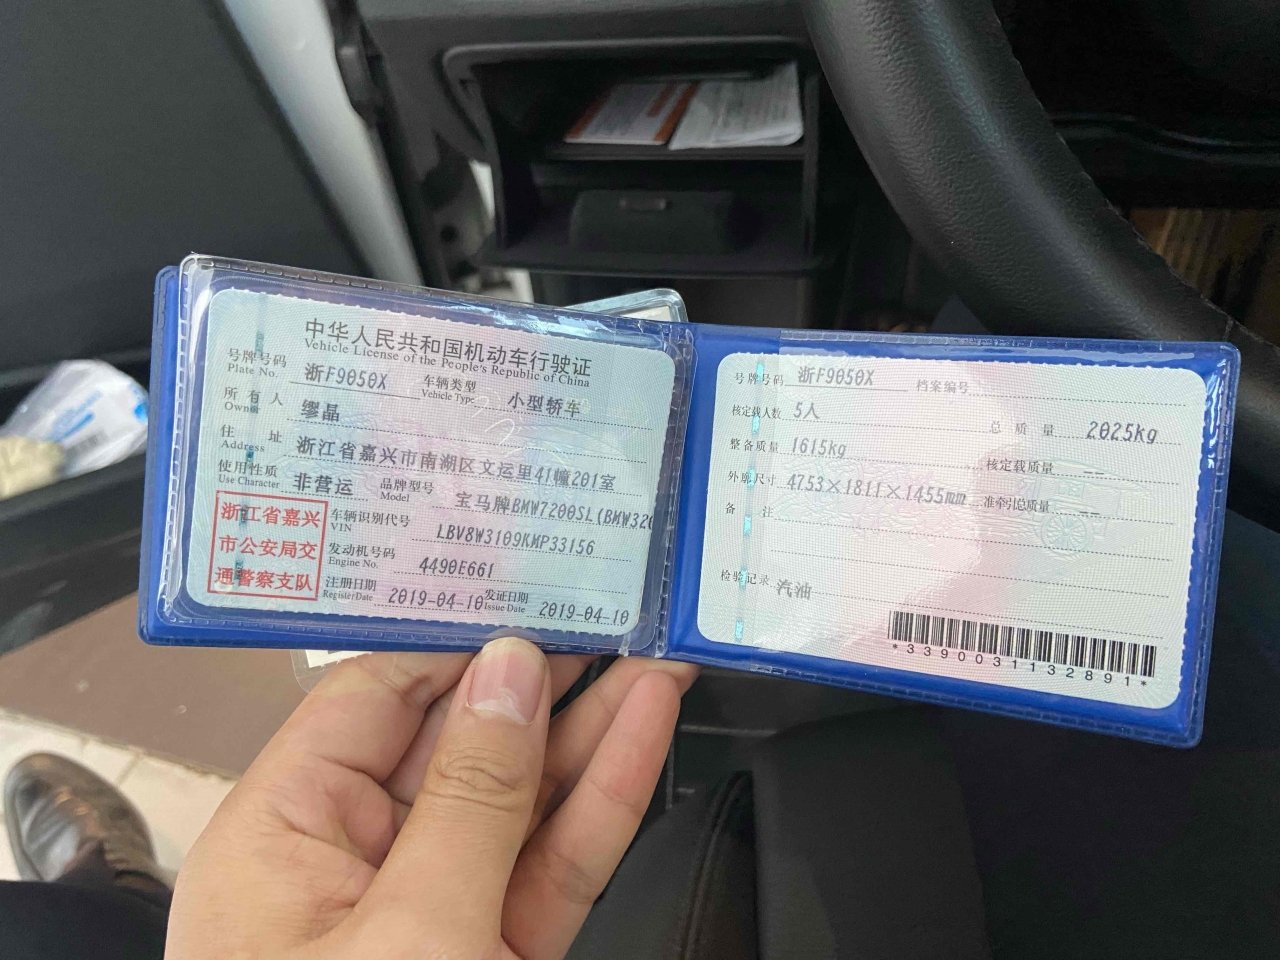 中华人民共和国机动车行驶证
Vehicle License of the People's Republic of China
号牌号码 浙F9050X 车辆类型 小型轿车
Plate No. Vehicle Type
所有人 缪晶
Owner
住址 浙江省嘉兴市南湖区文运里41幢201室
Address
使用性质 非营运 品牌型号 宝马牌BMW7200SL(BMW320
Use Character Model
浙江省嘉兴
市公安局交
通警察支队
车辆识别代号 LBV8W3109KMP33156
VIN
发动机号码 4490E661
Engine No.
注册日期 2019-04-10 发证日期 2019-04-10
Register Date Issue Date
号牌号码 浙F9050X 档案编号
核定载人数 5人 总质量 2025kg
整备质量 1615kg 核定载质量 --
外廓尺寸 4753×1811×1455mm 准牵引总质量 --
备注
检验记录 汽油
*3390031132891*